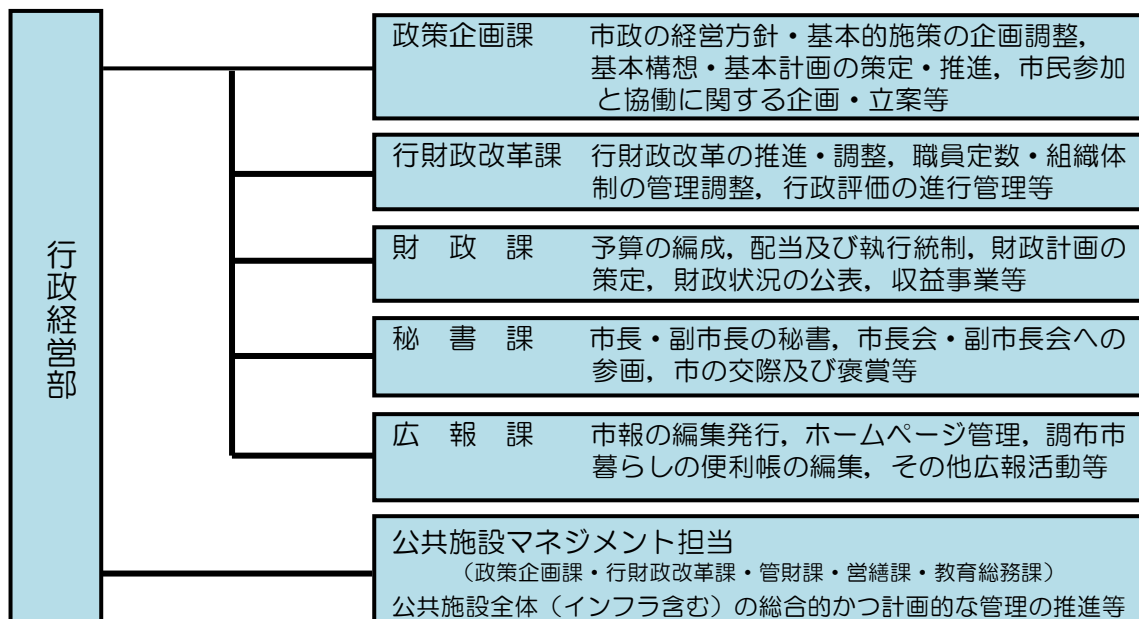 行政経営部
政策企画課 市政の経営方針・基本的施策の企画調整，
基本構想・基本計画の策定・推進，市民参加
と協働に関する企画・立案等
行財政改革課 行財政改革の推進・調整，職員定数・組織体
制の管理調整，行政評価の進行管理等
財 政 課 予算の編成，配当及び執行統制，財政計画の
策定，財政状況の公表，収益事業等
秘 書 課 市長・副市長の秘書，市長会・副市長会への
参画，市の交際及び褒賞等
広 報 課 市報の編集発行，ホームページ管理，調布市
暮らしの便利帳の編集，その他広報活動等
公共施設マネジメント担当
（政策企画課・行財政改革課・管財課・営繕課・教育総務課）
公共施設全体（インフラ含む）の総合的かつ計画的な管理の推進等